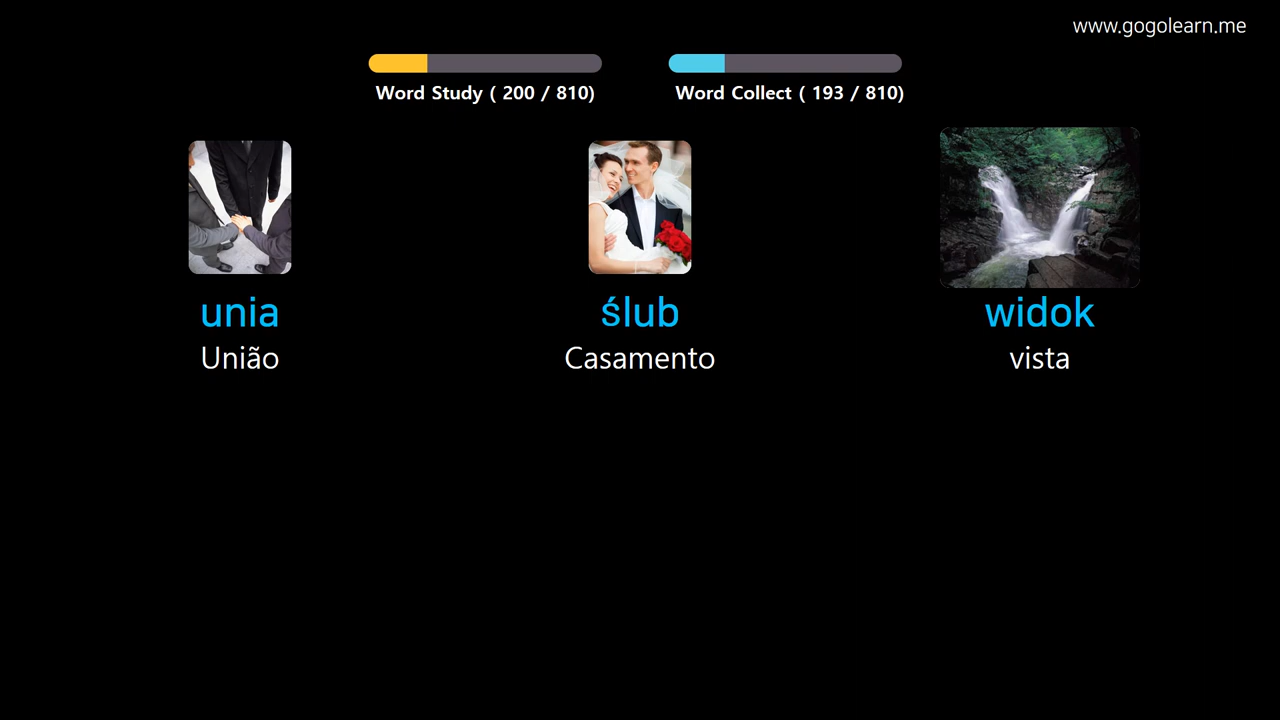 www.gogolearn.me
Word Study ( 200 / 810)
Word Collect ( 193 / 810)
unia
União
ślub
Casamento
widok
vista